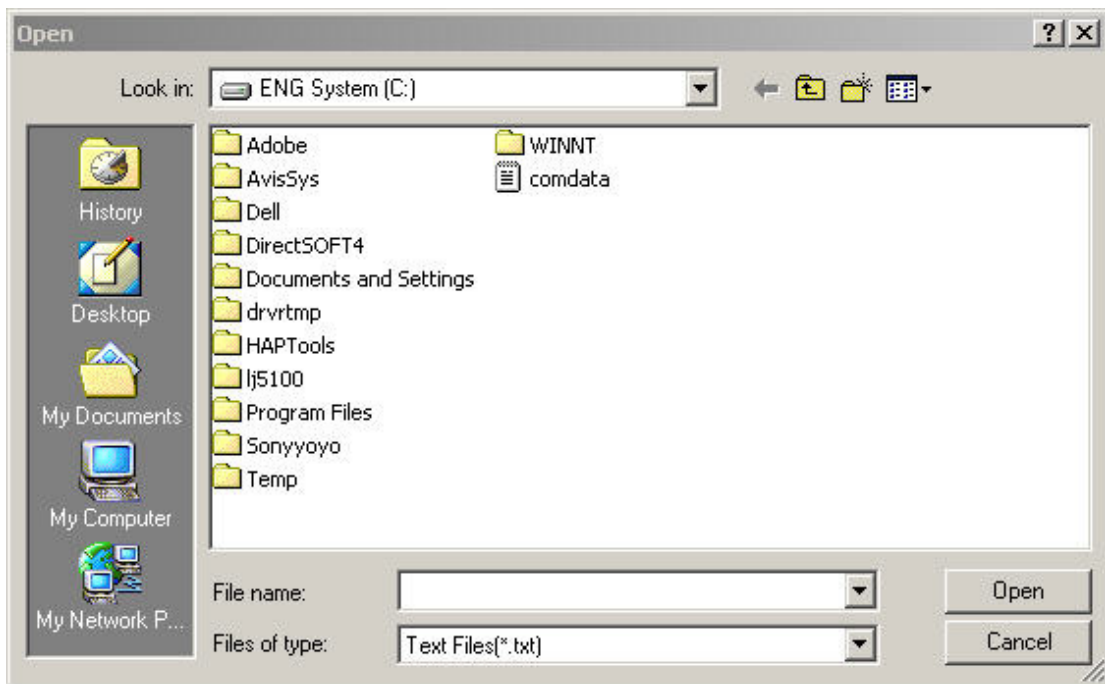 Open
Look in: ENG System (C:)
History
Desktop
My Documents
My Computer
My Network P...
Adobe
AvisSys
Dell
DirectSOFT4
Documents and Settings
drvrtmp
HAPTools
lj5100
Program Files
Sonyyoyo
Temp
WINNT
comdata
File name:
Open
Files of type: Text Files(*.txt)
Cancel